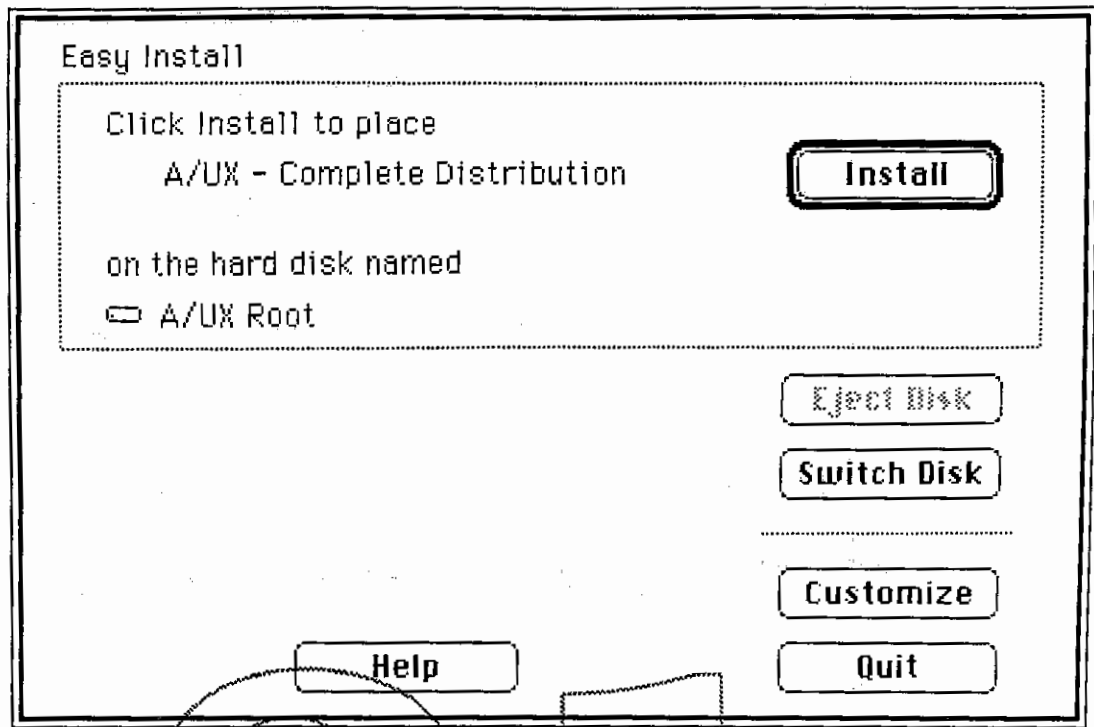 Easy Install
Click Install to place
A/UX - Complete Distribution
Install
on the hard disk named
A/UX Root
Eject Disk
Switch Disk
Customize
Help
Quit